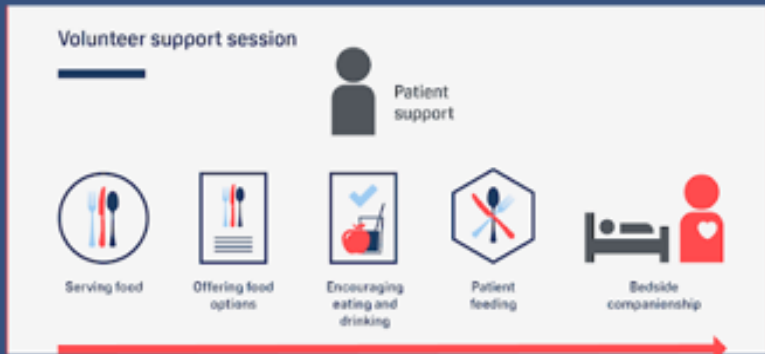 Volunteer support session
Patient
support
Serving food
Offering food
options
Encouraging
eating and
drinking
Patient
feeding
Bedside
companionship